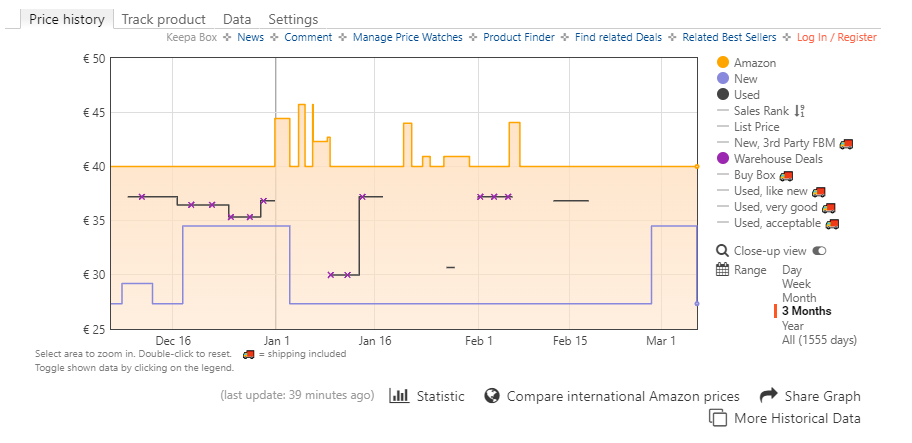 Price history Track product Data Settings
Keepa Box News Comment Manage Price Watches Product Finder Find related Deals Related Best Sellers Log In / Register
€ 50
€ 45
€ 40
€ 35
€ 30
€ 25
Dec 16 Jan 1 Jan 16 Feb 1 Feb 15 Mar 1
Amazon
New
Used
Sales Rank
List Price
New, 3rd Party FBM
Warehouse Deals
Buy Box
Used, like new
Used, very good
Used, acceptable
Close-up view
Range
Day
Week
Month
3 Months
Year
All (1555 days)
Select area to zoom in. Double-click to reset. = shipping included
Toggle shown data by clicking on the legend.
(last update: 39 minutes ago) Statistic Compare international Amazon prices Share Graph
More Historical Data